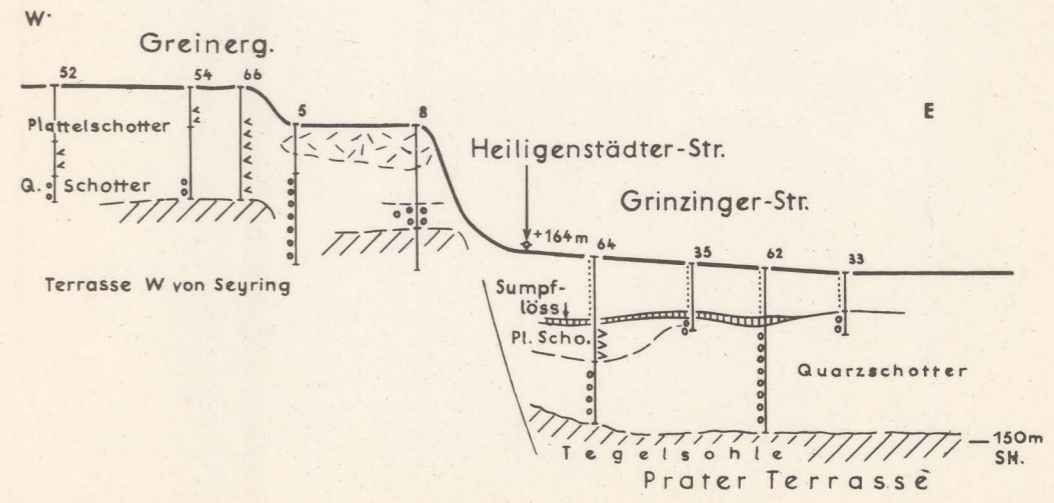 W.
E
Greinerg.
52
54
66
5
8
Plattelschotter
Q. Schotter
Terrasse W von Seyring
Heiligenstädter-Str.
Grinzinger-Str.
+164m
64
35
62
33
Sumpf-
löss
Pl. Scho.
Quarzschotter
150m
SH.
Tegelsohle
Prater Terrasse